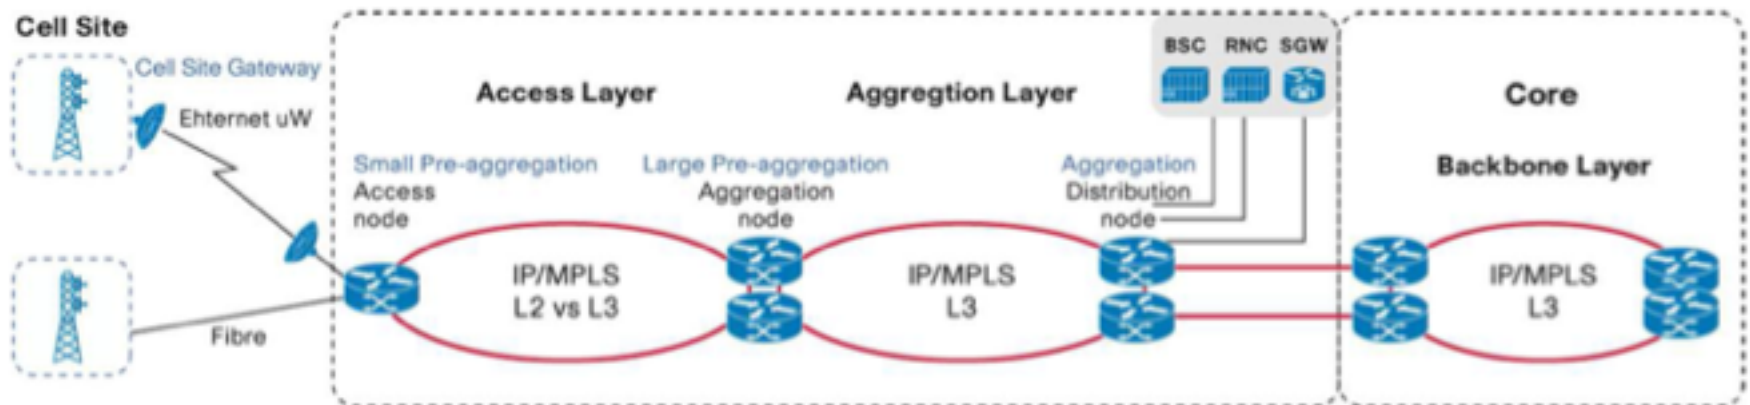 Cell Site
Cell Site Gateway
Ehternet uW
Fibre
Access Layer
Small Pre-aggregation
Access
node
IP/MPLS
L2 vs L3
Aggregtion Layer
Large Pre-aggregation
Aggregation
node
IP/MPLS
L3
BSC RNC SGW
Aggregation
Distribution
node
Core
Backbone Layer
IP/MPLS
L3